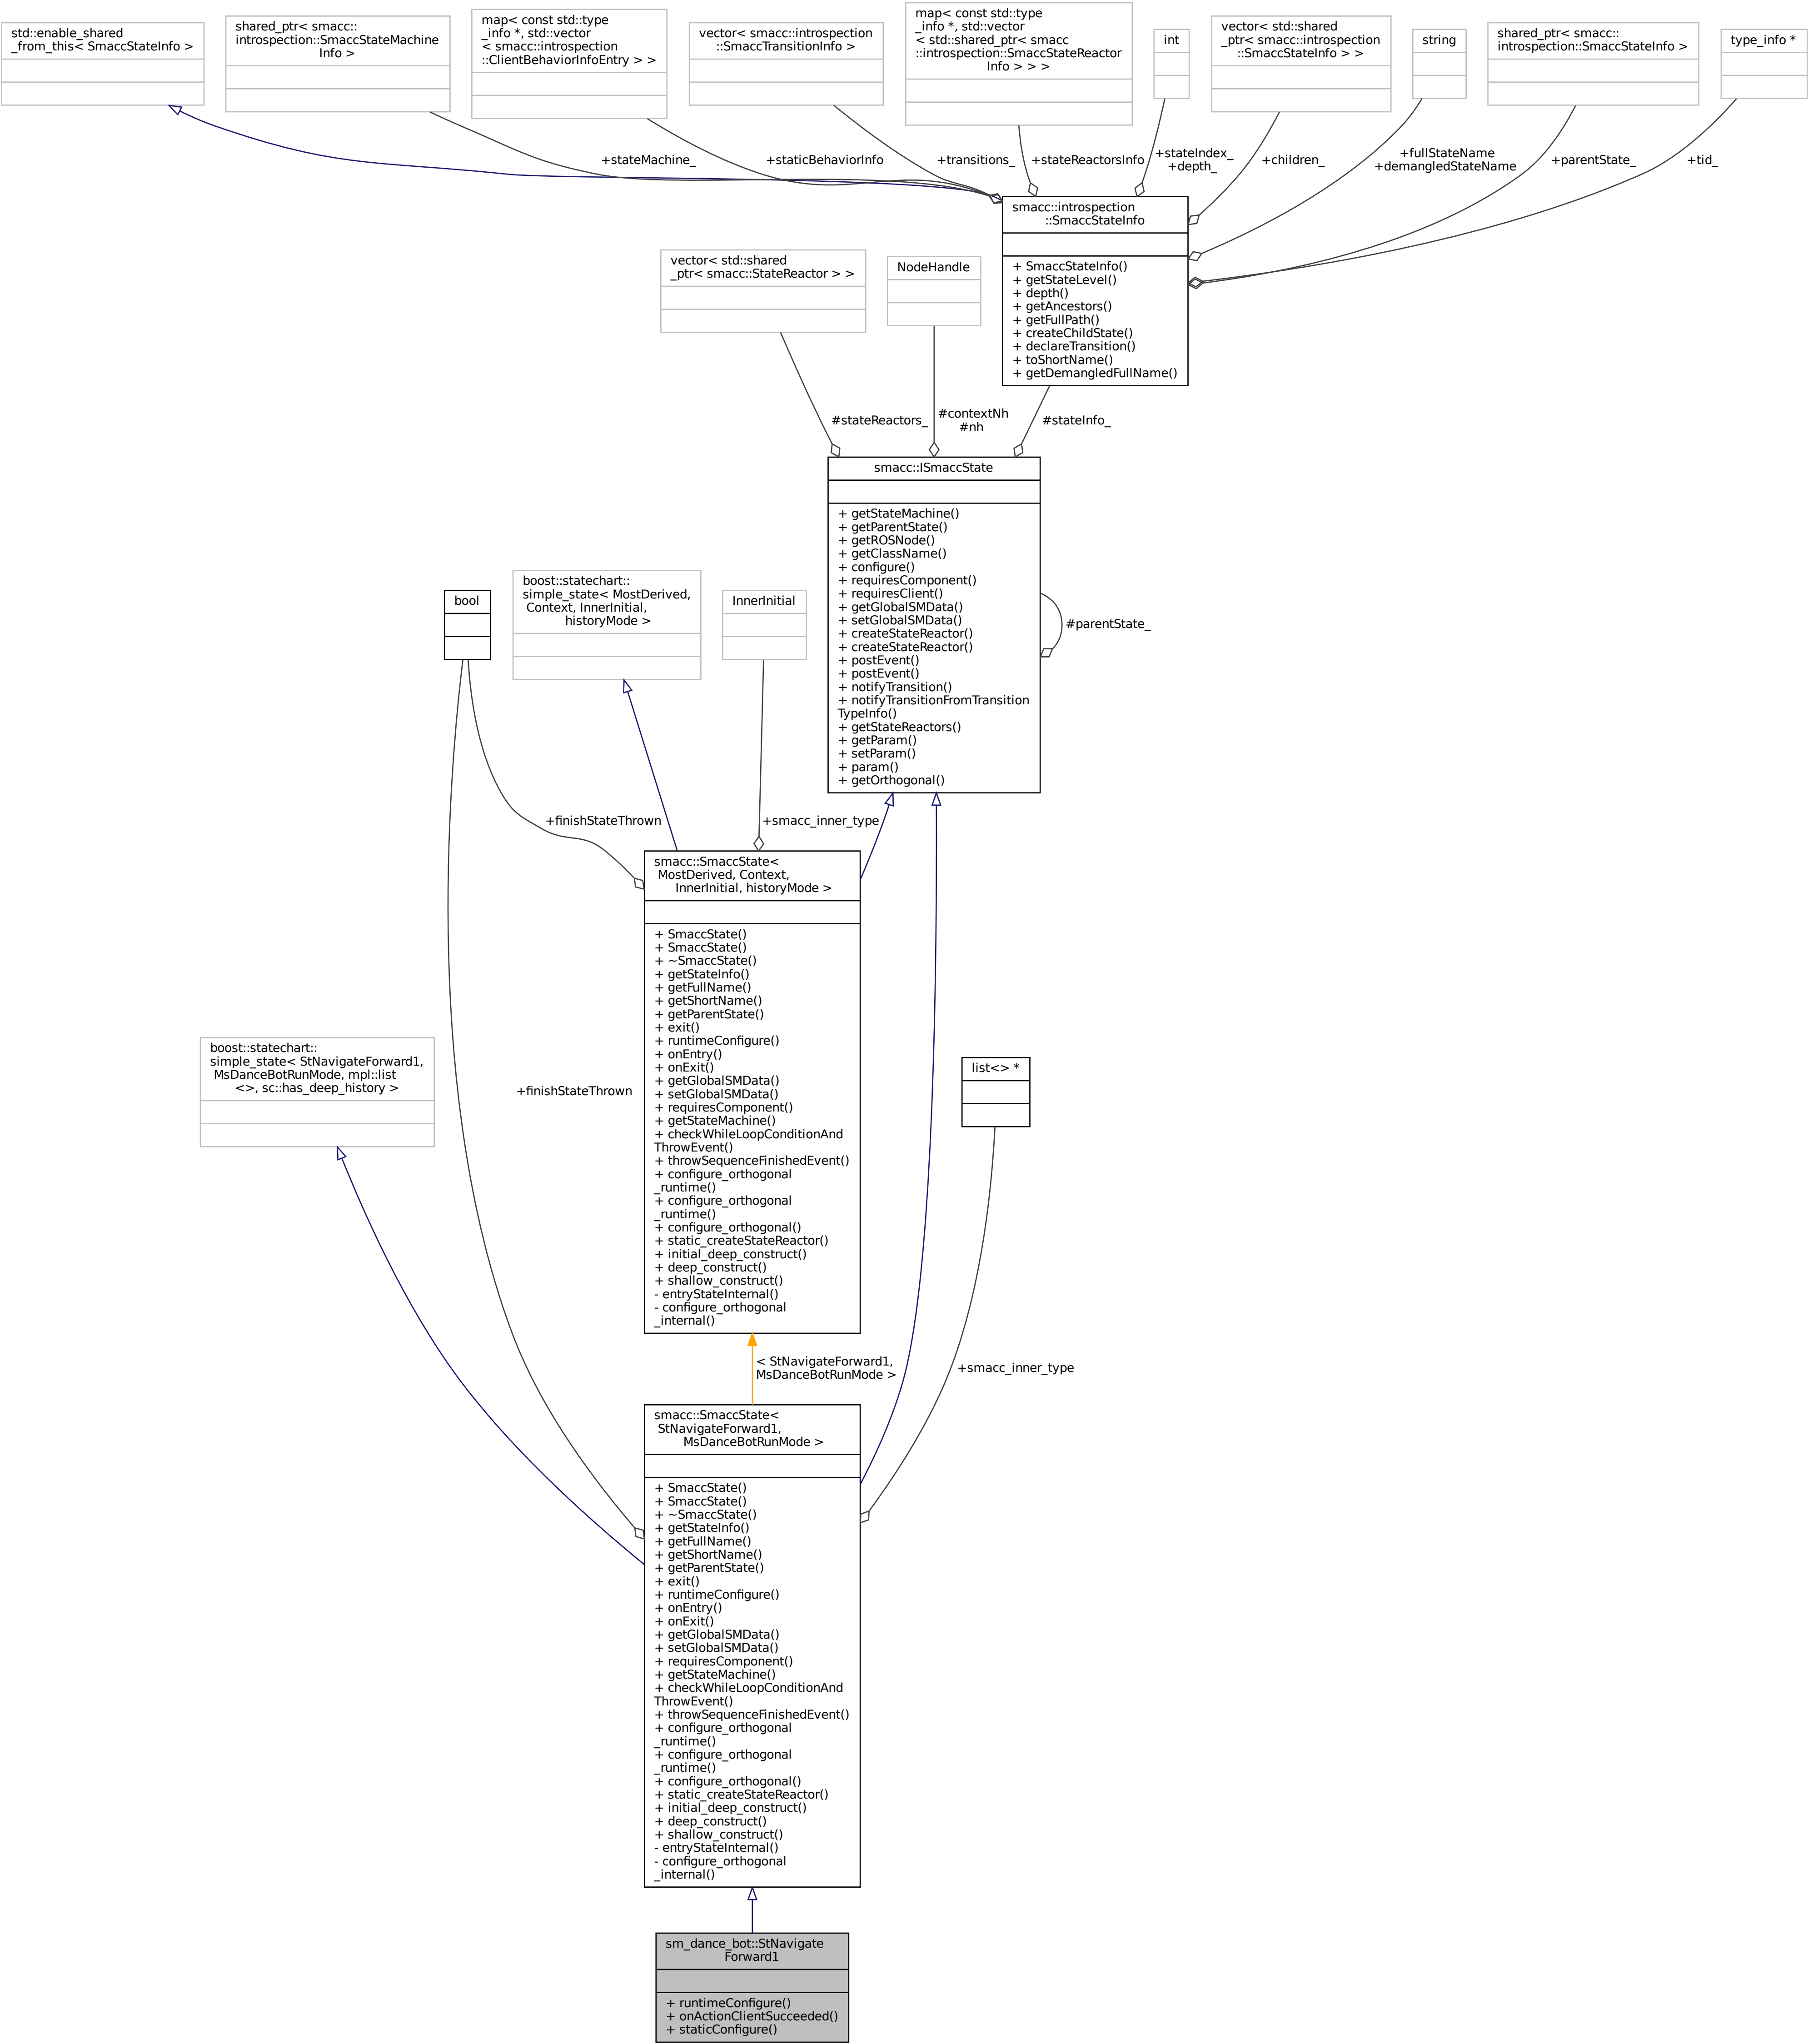 std::enable_shared
_from_this< SmaccStateInfo >
shared_ptr< smacc::
introspection::SmaccStateMachine
Info >
map< const std::type
_info *, std::vector
< smacc::introspection
::ClientBehaviorInfoEntry > >
vector< smacc::introspection
::SmaccTransitionInfo >
map< const std::type
_info *, std::vector
< std::shared_ptr< smacc
::introspection::SmaccStateReactor
Info > > >
int
vector< std::shared
_ptr< smacc::introspection
::SmaccStateInfo > >
string
shared_ptr< smacc::
introspection::SmaccStateInfo >
type_info *
+stateMachine_
+staticBehaviorInfo
+transitions_
+stateReactorsInfo
+stateIndex_
+depth_
+children_
+fullStateName
+demangledStateName
+parentState_
+tid_
smacc::introspection
::SmaccStateInfo
+ SmaccStateInfo()
+ getStateLevel()
+ depth()
+ getAncestors()
+ getFullPath()
+ createChildState()
+ declareTransition()
+ toShortName()
+ getDemangledFullName()
vector< std::shared
_ptr< smacc::StateReactor > >
NodeHandle
#stateReactors_
#contextNh
#nh
#stateInfo_
smacc::ISmaccState
+ getStateMachine()
+ getParentState()
+ getROSNode()
+ getClassName()
+ configure()
+ requiresComponent()
+ requiresClient()
+ getGlobalSMData()
+ setGlobalSMData()
+ createStateReactor()
+ createStateReactor()
+ postEvent()
+ postEvent()
+ notifyTransition()
+ notifyTransitionFromTransition
TypeInfo()
+ getStateReactors()
+ getParam()
+ setParam()
+ param()
+ getOrthogonal()
#parentState_
bool
boost::statechart::
simple_state< MostDerived,
Context, InnerInitial,
historyMode >
InnerInitial
+finishStateThrown
+smacc_inner_type
smacc::SmaccState<
MostDerived, Context,
InnerInitial, historyMode >
+ SmaccState()
+ SmaccState()
+ ~SmaccState()
+ getStateInfo()
+ getFullName()
+ getShortName()
+ getParentState()
+ exit()
+ runtimeConfigure()
+ onEntry()
+ onExit()
+ getGlobalSMData()
+ setGlobalSMData()
+ requiresComponent()
+ getStateMachine()
+ checkWhileLoopConditionAnd
ThrowEvent()
+ throwSequenceFinishedEvent()
+ configure_orthogonal
_runtime()
+ configure_orthogonal
_runtime()
+ configure_orthogonal()
+ static_createStateReactor()
+ initial_deep_construct()
+ deep_construct()
+ shallow_construct()
- entryStateInternal()
- configure_orthogonal
_internal()
boost::statechart::
simple_state< StNavigateForward1,
MsDanceBotRunMode, mpl::list
<>, sc::has_deep_history >
+finishStateThrown
list<> *
< StNavigateForward1,
MsDanceBotRunMode >
+smacc_inner_type
smacc::SmaccState<
StNavigateForward1,
MsDanceBotRunMode >
+ SmaccState()
+ SmaccState()
+ ~SmaccState()
+ getStateInfo()
+ getFullName()
+ getShortName()
+ getParentState()
+ exit()
+ runtimeConfigure()
+ onEntry()
+ onExit()
+ getGlobalSMData()
+ setGlobalSMData()
+ requiresComponent()
+ getStateMachine()
+ checkWhileLoopConditionAnd
ThrowEvent()
+ throwSequenceFinishedEvent()
+ configure_orthogonal
_runtime()
+ configure_orthogonal
_runtime()
+ configure_orthogonal()
+ static_createStateReactor()
+ initial_deep_construct()
+ deep_construct()
+ shallow_construct()
- entryStateInternal()
- configure_orthogonal
_internal()
sm_dance_bot::StNavigate
Forward1
+ runtimeConfigure()
+ onActionClientSucceeded()
+ staticConfigure()